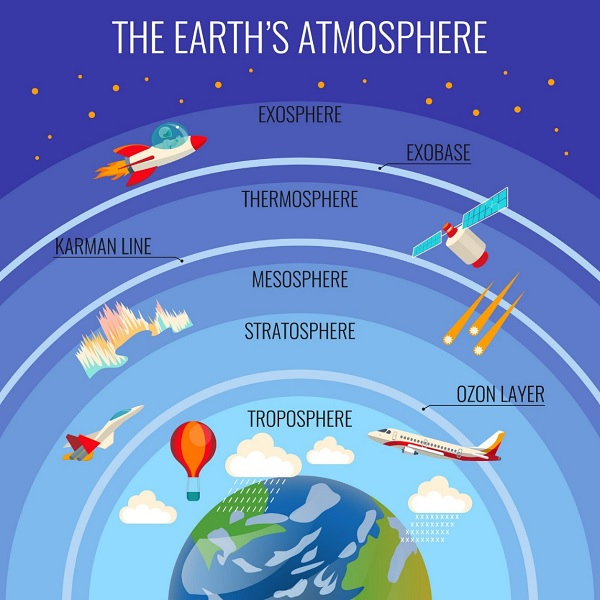 THE EARTH'S ATMOSPHERE
EXOSPHERE
EXOBASE
THERMOSPHERE
KARMAN LINE
MESOSPHERE
STRATOSPHERE
OZON LAYER
TROPOSPHERE